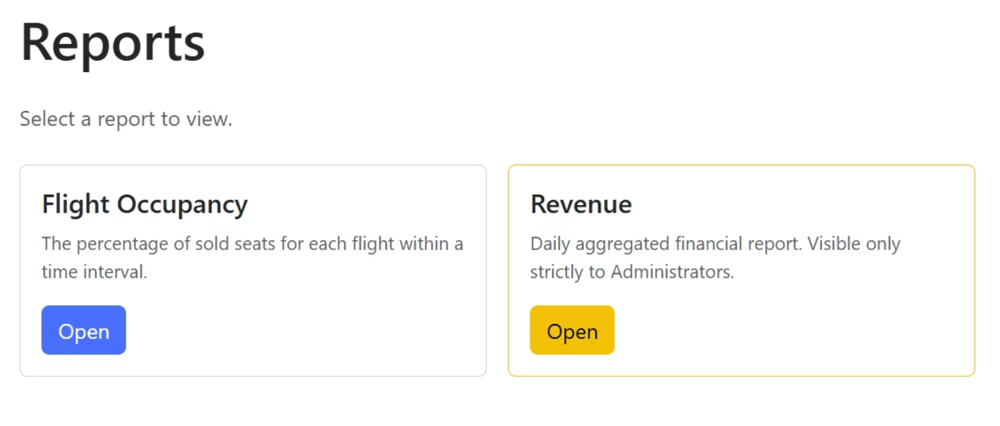 Reports
Select a report to view.
Flight Occupancy
The percentage of sold seats for each flight within a
time interval.
Open
Revenue
Daily aggregated financial report. Visible only
strictly to Administrators.
Open